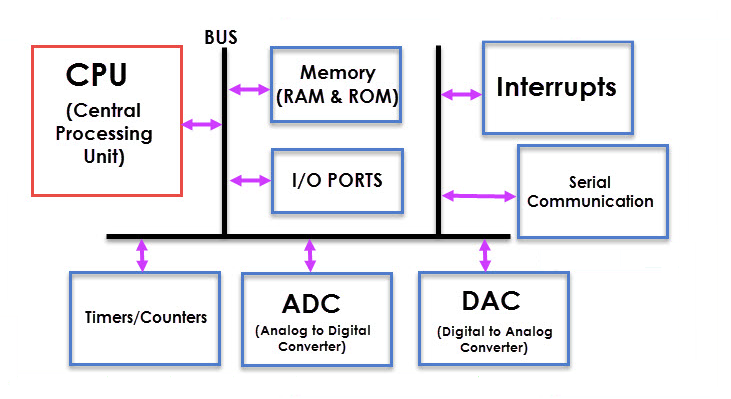 BUS
CPU
(Central
Processing
Unit)
Memory
(RAM & ROM)
I/O PORTS
Interrupts
Serial
Communication
Timers/Counters
ADC
(Analog to Digital
Converter)
DAC
(Digital to Analog
Converter)